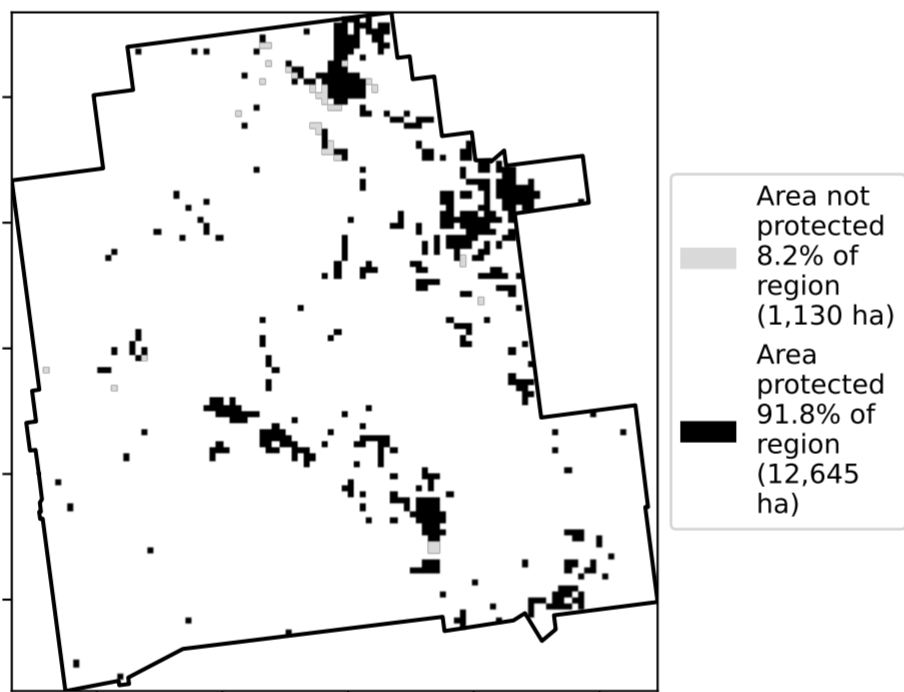 Area not
protected
8.2% of
region
(1,130 ha)
Area
protected
91.8% of
region
(12,645
ha)